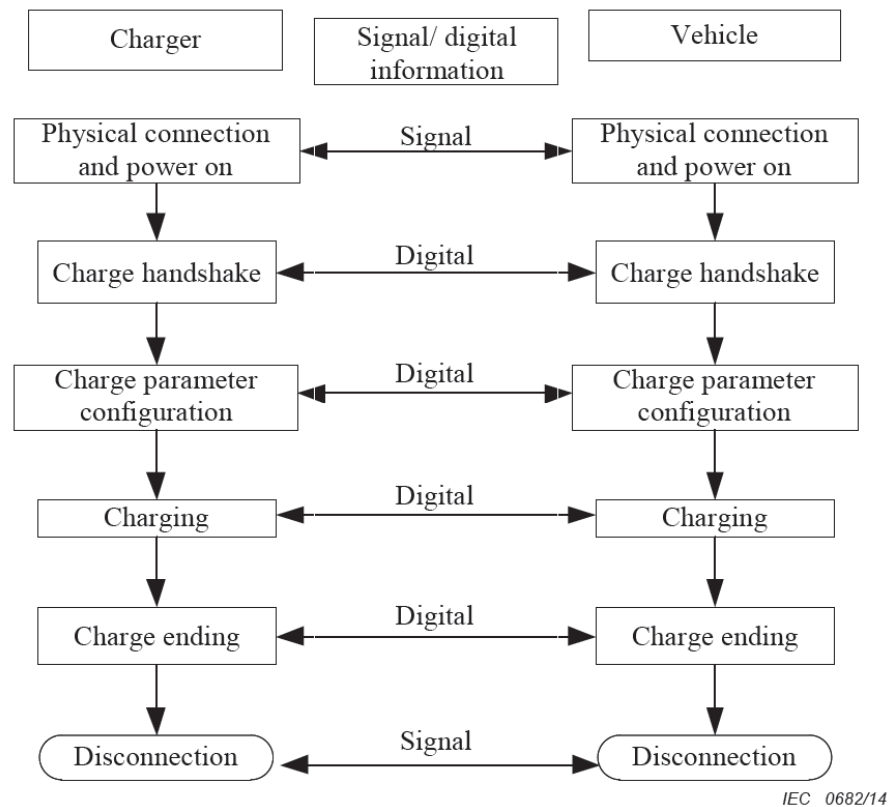 Charger
Signal/ digital
information
Vehicle
Physical connection
and power on
Signal
Physical connection
and power on
Charge handshake
Digital
Charge handshake
Charge parameter
configuration
Digital
Charge parameter
configuration
Charging
Digital
Charging
Charge ending
Digital
Charge ending
Disconnection
Signal
Disconnection
IEC 0682/14